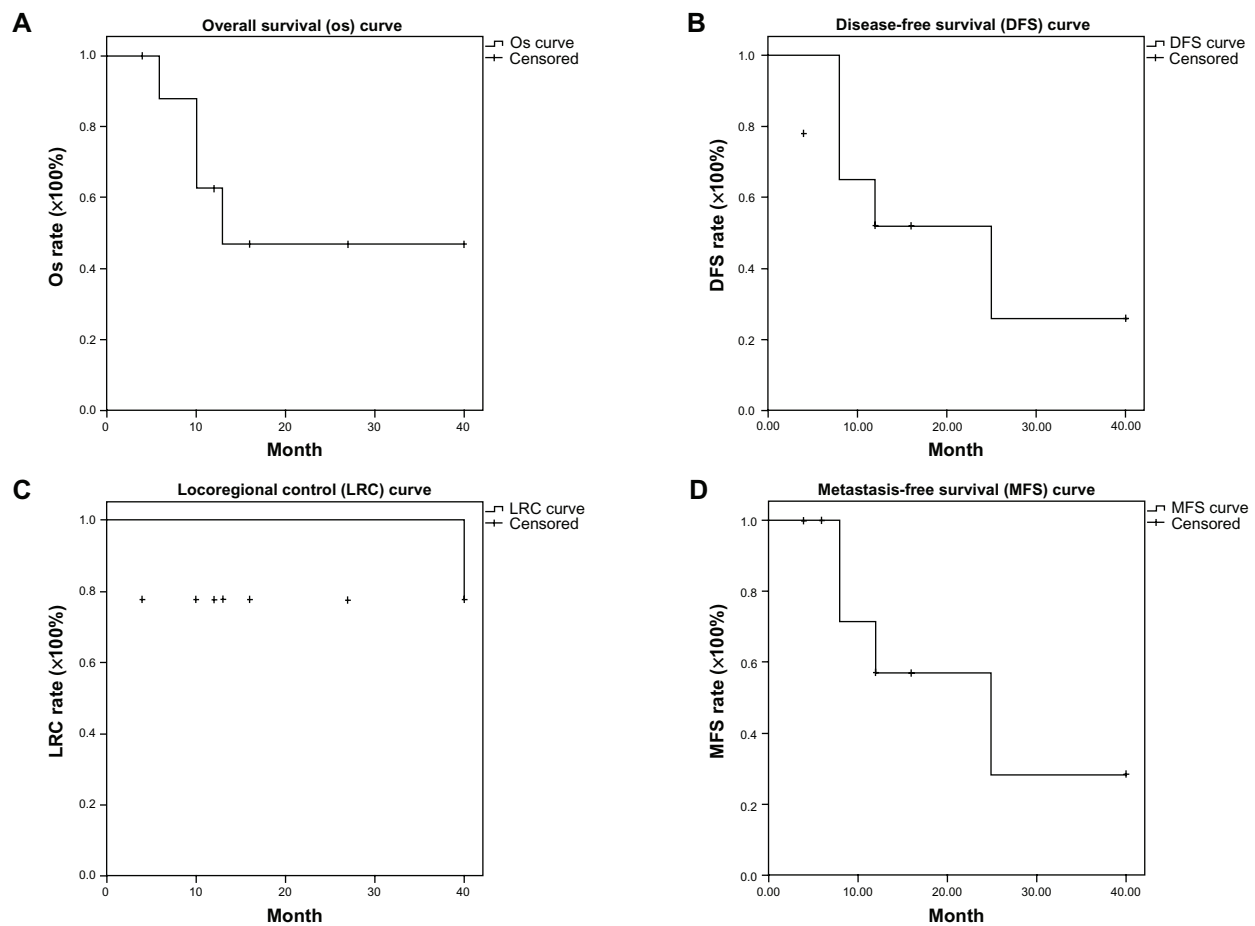 A
Overall survival (os) curve
Os curve
Censored
1.0
0.8
0.6
0.4
0.2
0.0
Os rate (×100%)
0 10 20 30 40
Month
B
Disease-free survival (DFS) curve
DFS curve
Censored
1.0
0.8
0.6
0.4
0.2
0.0
DFS rate (×100%)
0.00 10.00 20.00 30.00 40.00
Month
C
Locoregional control (LRC) curve
LRC curve
Censored
1.0
0.8
0.6
0.4
0.2
0.0
LRC rate (×100%)
0 10 20 30 40
Month
D
Metastasis-free survival (MFS) curve
MFS curve
Censored
1.0
0.8
0.6
0.4
0.2
0.0
MFS rate (×100%)
0.00 10.00 20.00 30.00 40.00
Month